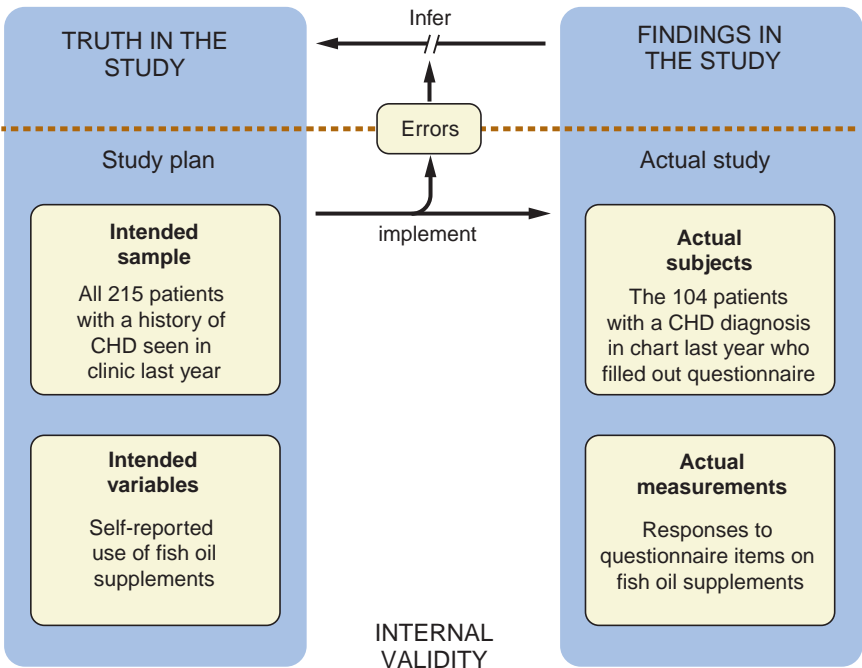 TRUTH IN THE
STUDY
Infer
FINDINGS IN
THE STUDY
Errors
Study plan
Actual study
implement
Intended
sample
All 215 patients
with a history of
CHD seen in
clinic last year
Actual
subjects
The 104 patients
with a CHD diagnosis
in chart last year who
filled out questionnaire
Intended
variables
Self-reported
use of fish oil
supplements
Actual
measurements
Responses to
questionnaire items on
fish oil supplements
INTERNAL
VALIDITY